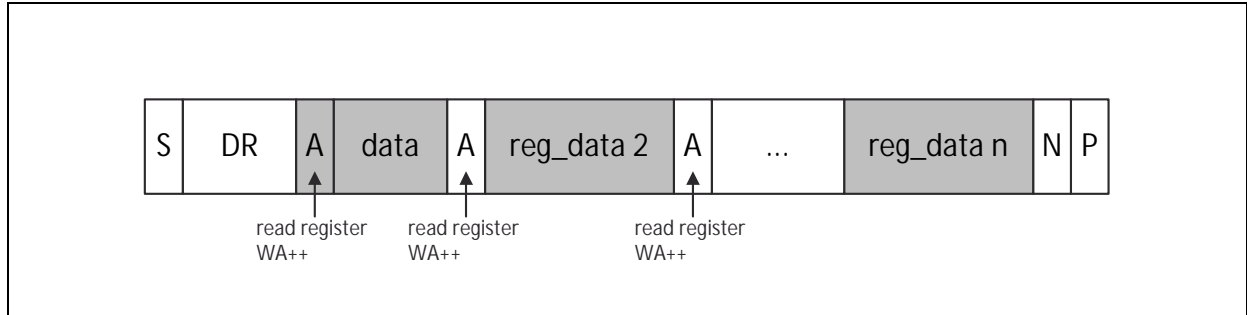 S DR A data A reg_data 2 A ... reg_data n N P
read register read register read register
WA++ WA++ WA++